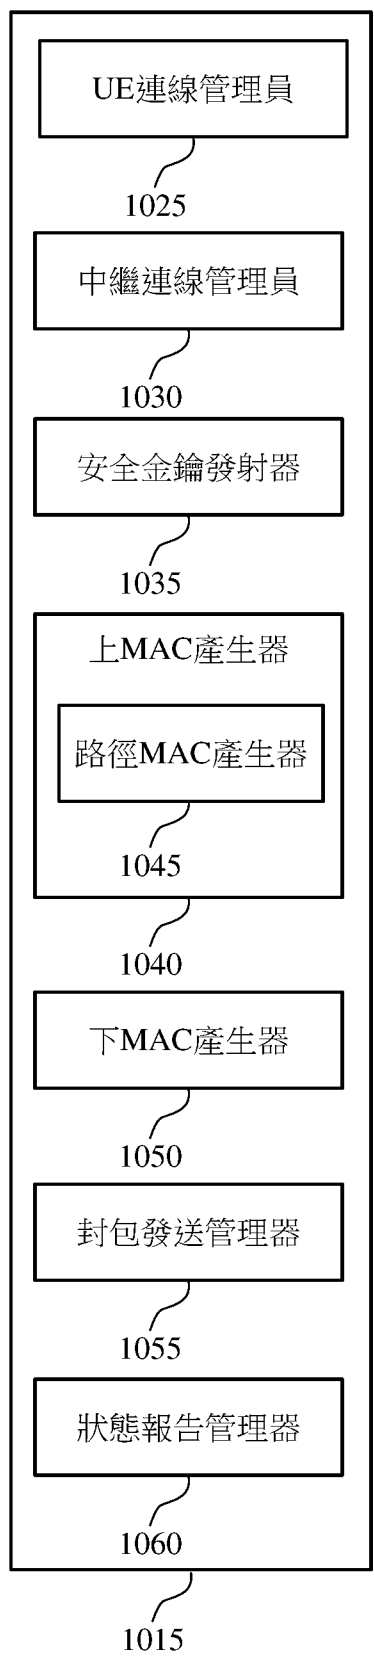 UE連線管理員
1025
中繼連線管理員
1030
安全金鑰發射器
1035
上MAC產生器
路徑MAC產生器
1045
1040
下MAC產生器
1050
封包發送管理器
1055
狀態報告管理器
1060
1015